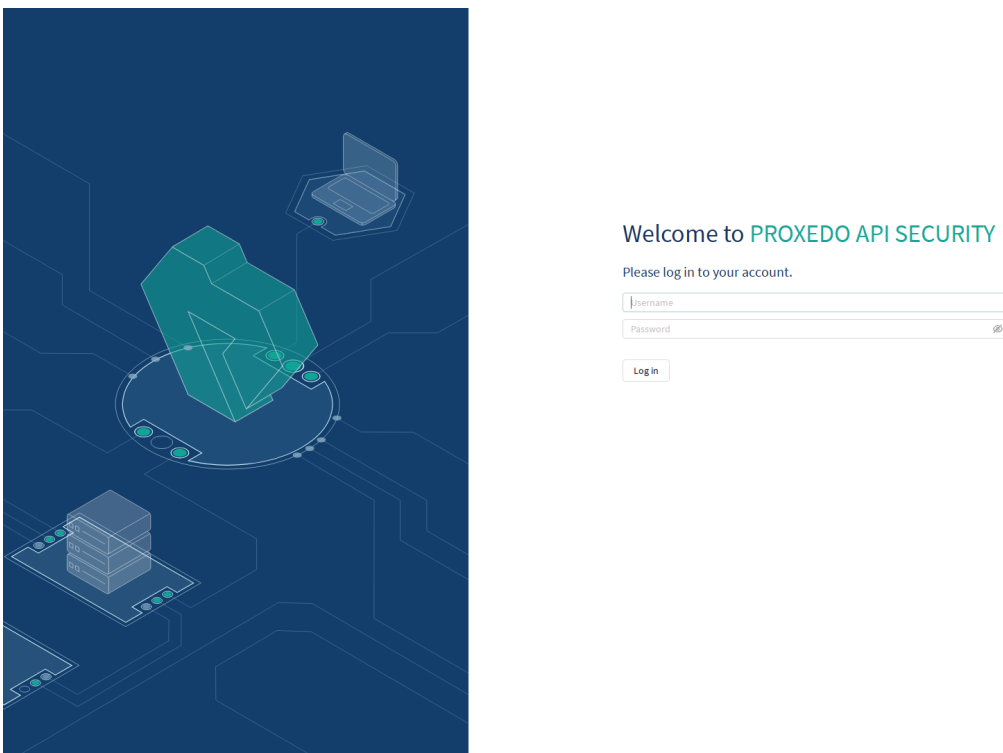 Welcome to PROXEDO API SECURITY
Please log in to your account.
Username
Password
Log in